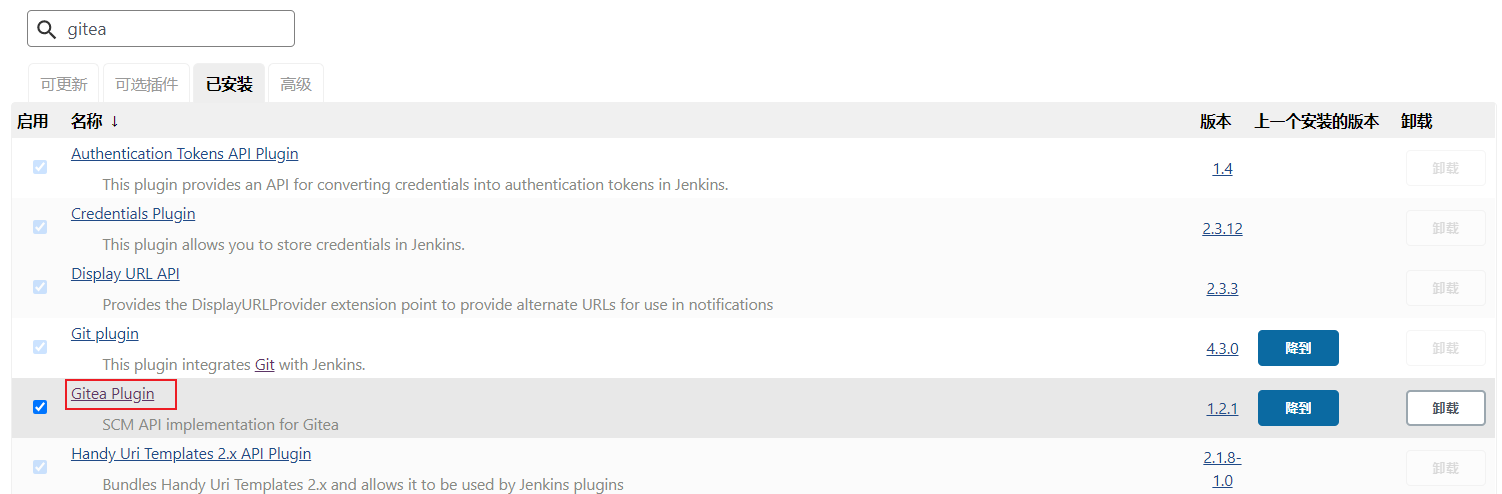 gitea
可更新 可选插件 已安装 高级
启用 名称 ↓ 版本 上一个安装的版本 卸载
Authentication Tokens API Plugin
This plugin provides an API for converting credentials into authentication tokens in Jenkins.
1.4 卸载
Credentials Plugin
This plugin allows you to store credentials in Jenkins.
2.3.12 卸载
Display URL API
Provides the DisplayURLProvider extension point to provide alternate URLs for use in notifications
2.3.3 卸载
Git plugin
This plugin integrates Git with Jenkins.
4.3.0 降到 卸载
Gitea Plugin
SCM API implementation for Gitea
1.2.1 降到 卸载
Handy Uri Templates 2.x API Plugin
Bundles Handy Uri Templates 2.x and allows it to be used by Jenkins plugins
2.1.8-
1.0 卸载